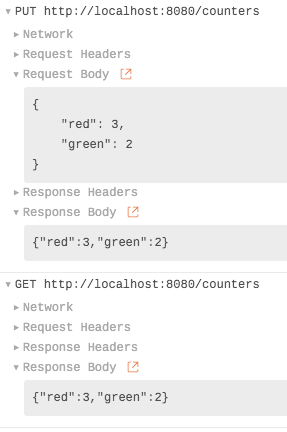 PUT http://localhost:8080/counters
Network
Request Headers
Request Body
{
    "red": 3,
    "green": 2
}
Response Headers
Response Body
{"red":3,"green":2}
GET http://localhost:8080/counters
Network
Request Headers
Response Headers
Response Body
{"red":3,"green":2}